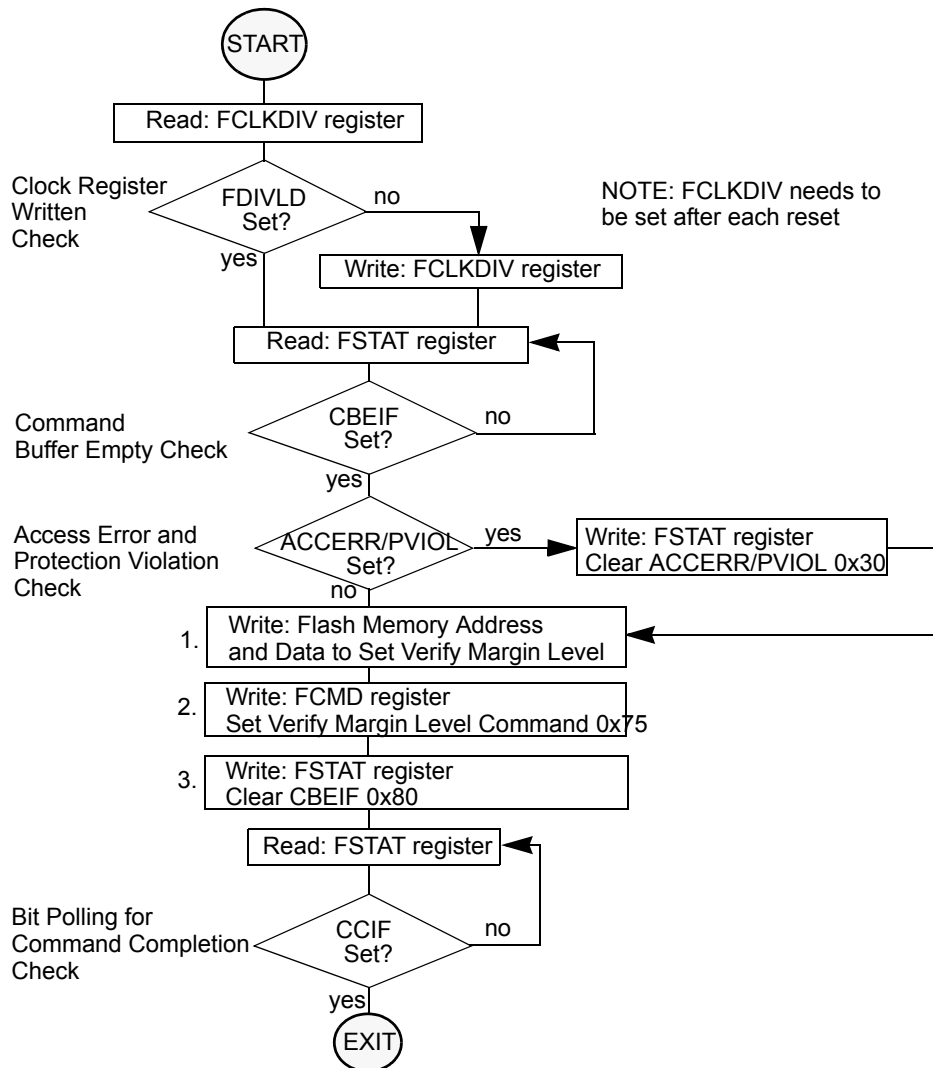 START
Read: FCLKDIV register
Clock Register
Written
Check
FDIVLD
Set?
no
yes
NOTE: FCLKDIV needs to
be set after each reset
Write: FCLKDIV register
Read: FSTAT register
Command
Buffer Empty Check
CBEIF
Set?
no
yes
Access Error and
Protection Violation
Check
ACCERR/PVIOL
Set?
yes
no
Write: FSTAT register
Clear ACCERR/PVIOL 0x30
1.
Write: Flash Memory Address
and Data to Set Verify Margin Level
2.
Write: FCMD register
Set Verify Margin Level Command 0x75
3.
Write: FSTAT register
Clear CBEIF 0x80
Read: FSTAT register
Bit Polling for
Command Completion
Check
CCIF
Set?
no
yes
EXIT